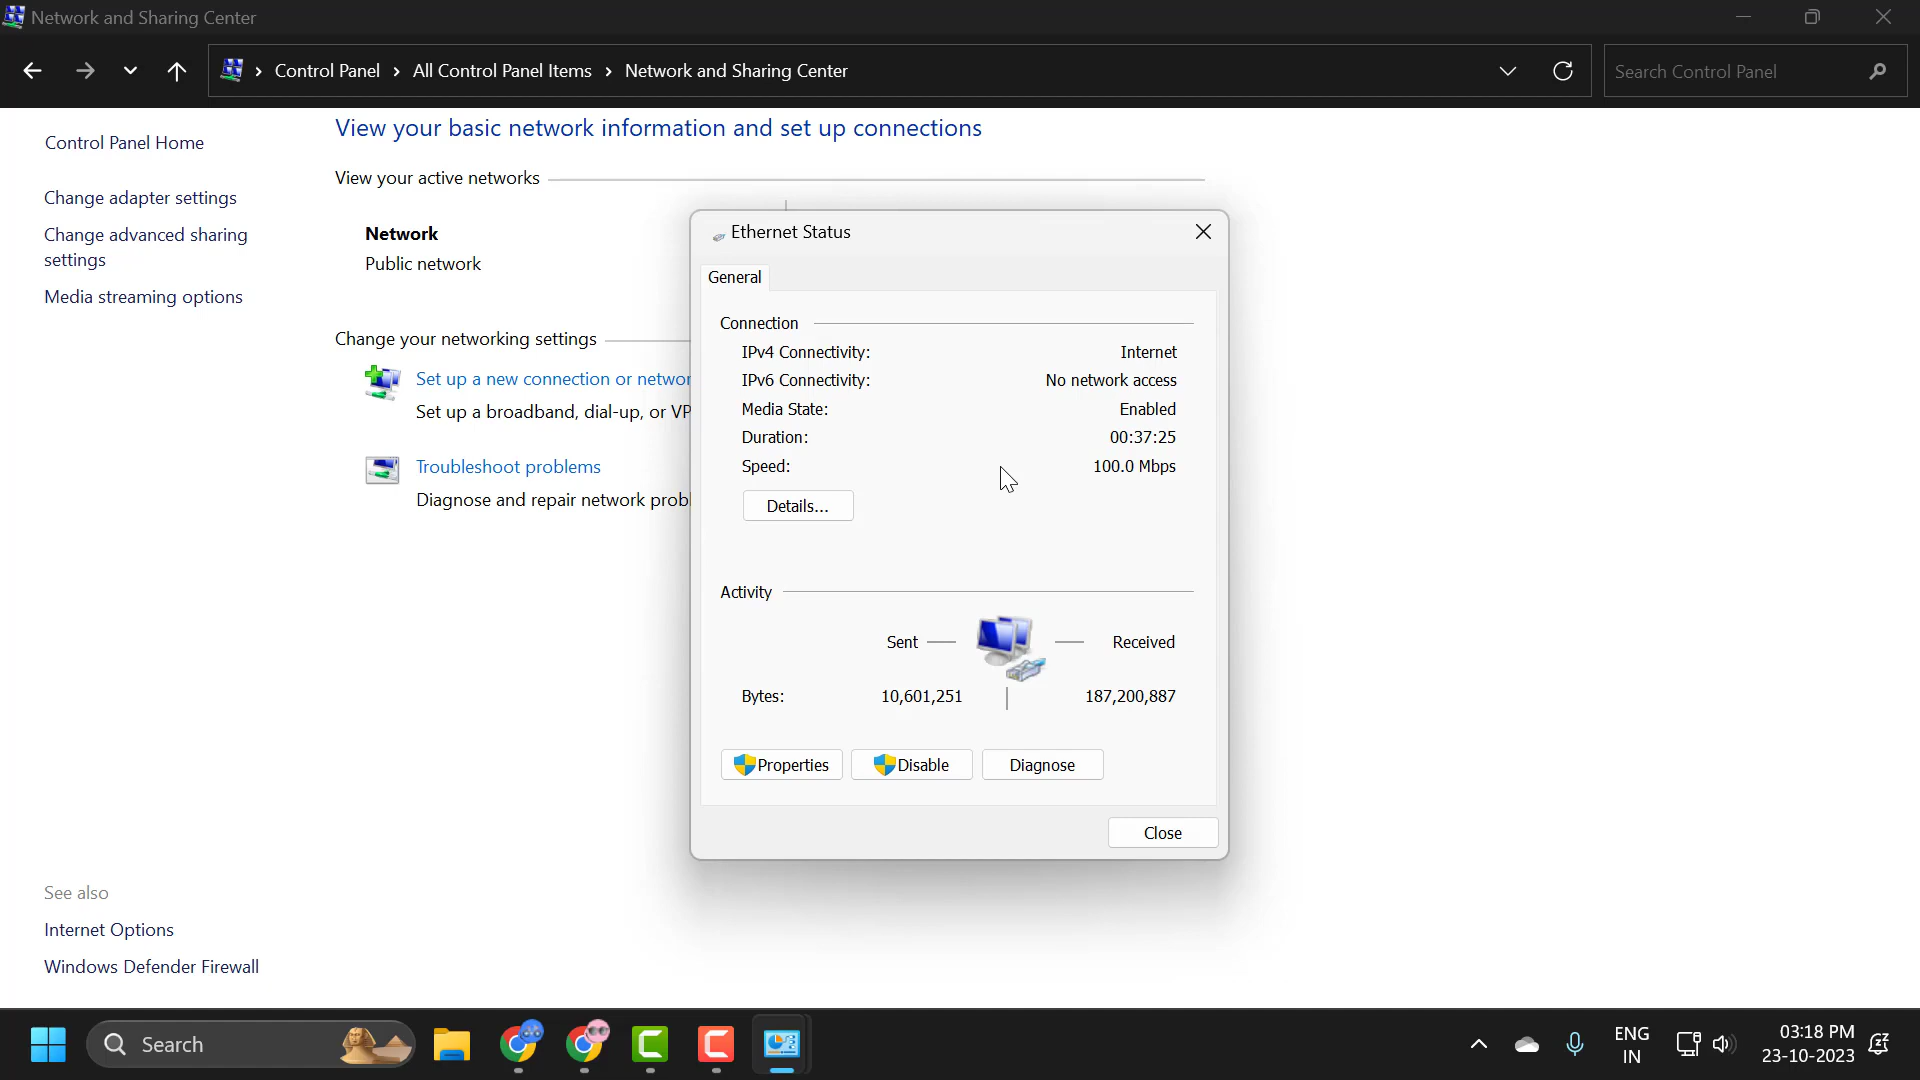 Network and Sharing Center
Control Panel > All Control Panel Items > Network and Sharing Center
Search Control Panel
Control Panel Home
Change adapter settings
Change advanced sharing
settings
Media streaming options
View your basic network information and set up connections
View your active networks
Network
Public network
Change your networking settings
Set up a new connection or networ
Set up a broadband, dial-up, or VP
Troubleshoot problems
Diagnose and repair network probl
Ethernet Status
General
Connection
IPv4 Connectivity: Internet
IPv6 Connectivity: No network access
Media State: Enabled
Duration: 00:37:25
Speed: 100.0 Mbps
Details...
Activity
Sent Received
Bytes: 10,601,251 187,200,887
Properties Disable Diagnose
Close
See also
Internet Options
Windows Defender Firewall
Search
ENG
IN
03:18 PM
23-10-2023